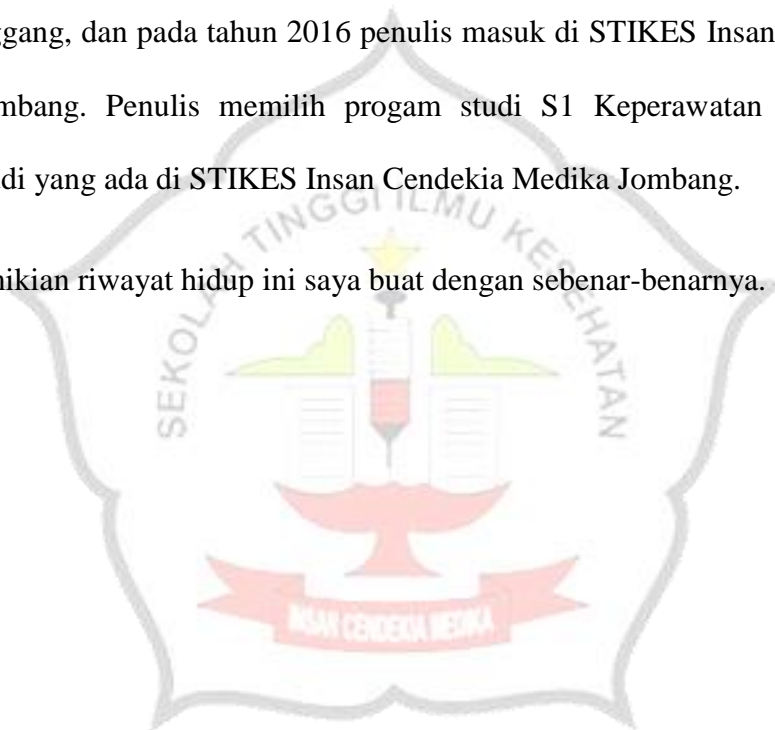 ggang, dan pada tahun 2016 penulis masuk di STIKES Insan
mbang. Penulis memilih progam studi S1 Keperawatan
udi yang ada di STIKES Insan Cendekia Medika Jombang.
nikian riwayat hidup ini saya buat dengan sebenar-benarnya.
SEKOLAH TINGGI ILMU KESEHATAN
INSAN CENDEKIA MEDIKA